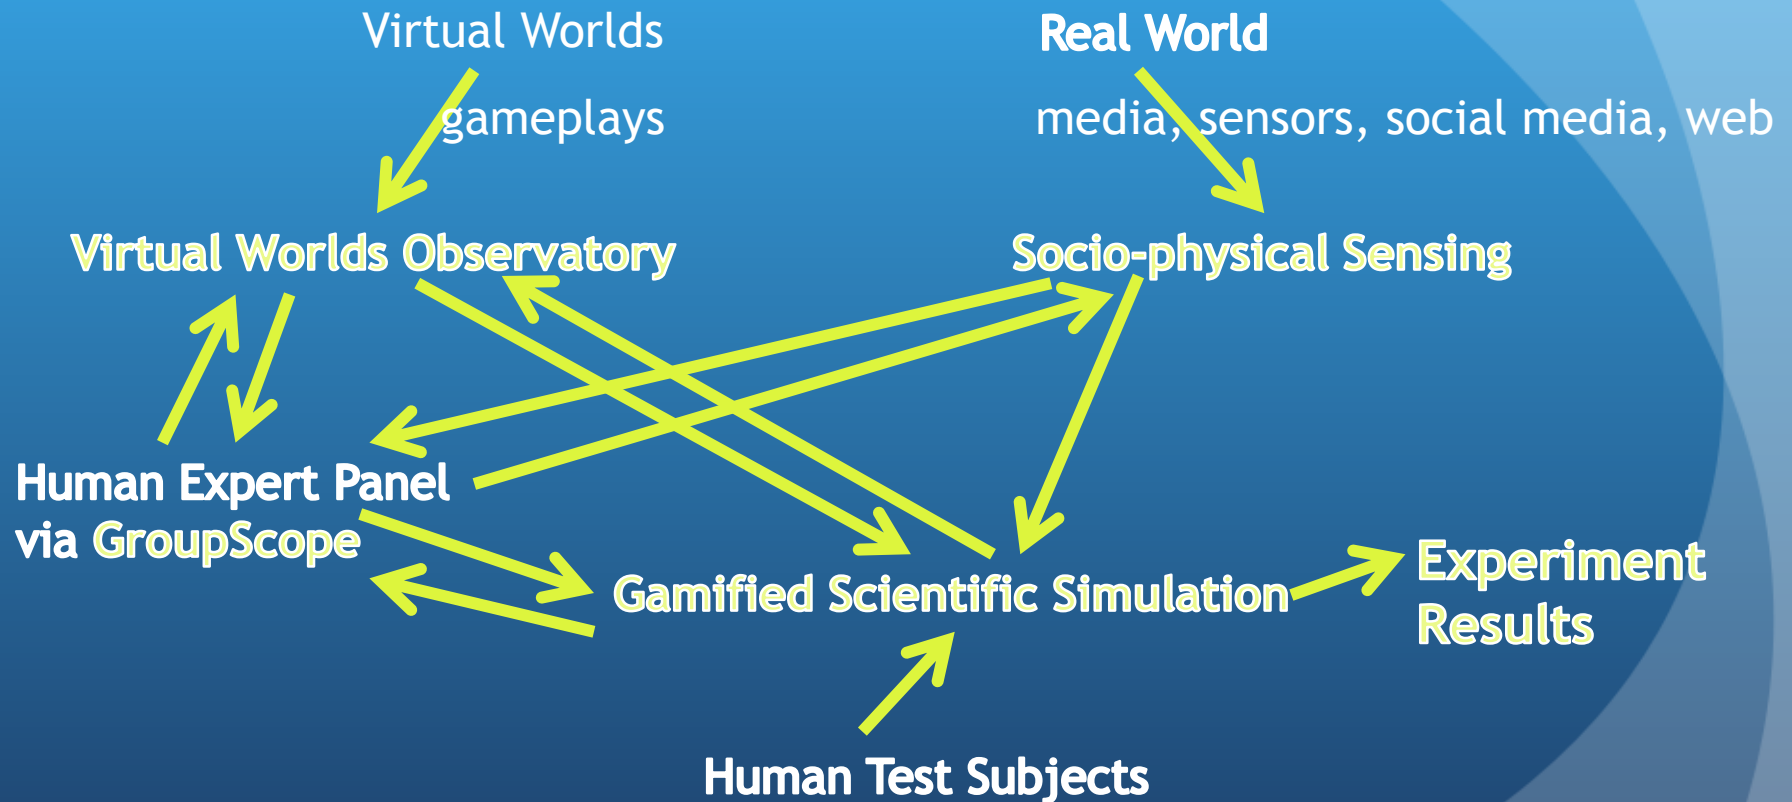 Virtual Worlds
Real World
gameplays
media, sensors, social media, web
Virtual Worlds Observatory
Socio-physical Sensing
Human Expert Panel
via GroupScope
Gamified Scientific Simulation
Experiment
Results
Human Test Subjects